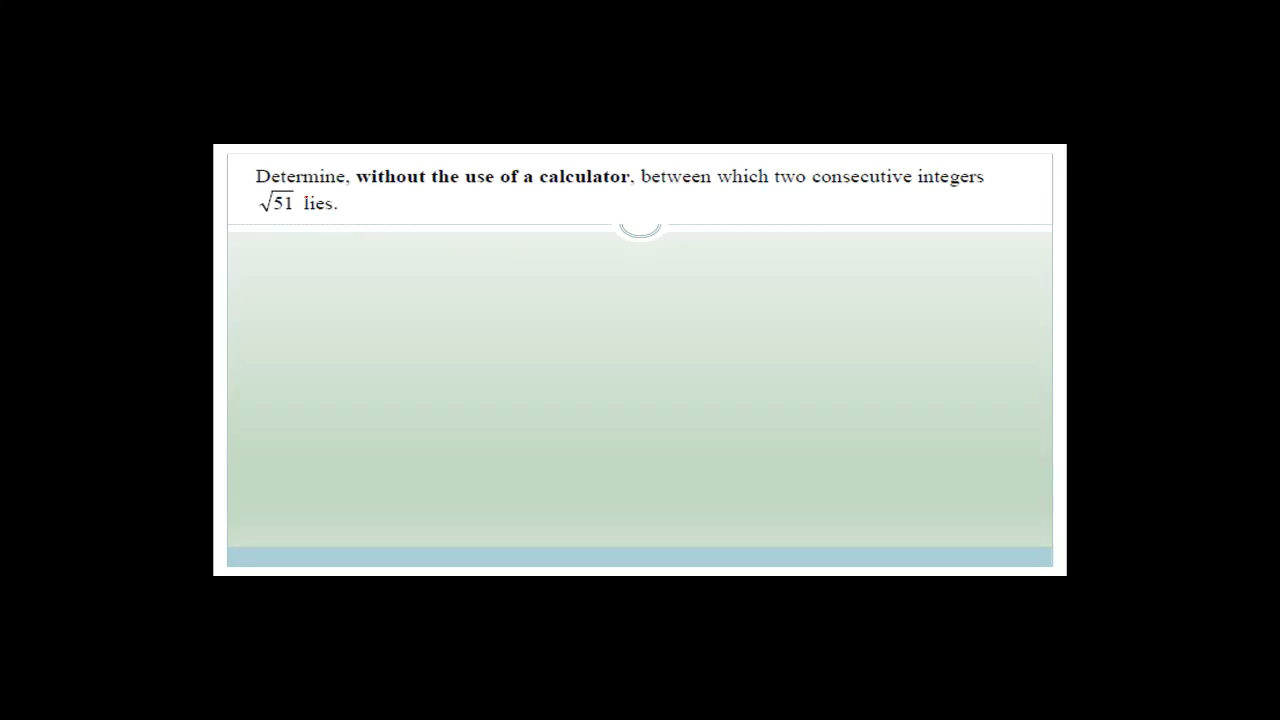 Determine, without the use of a calculator, between which two consecutive integers
√51 lies.